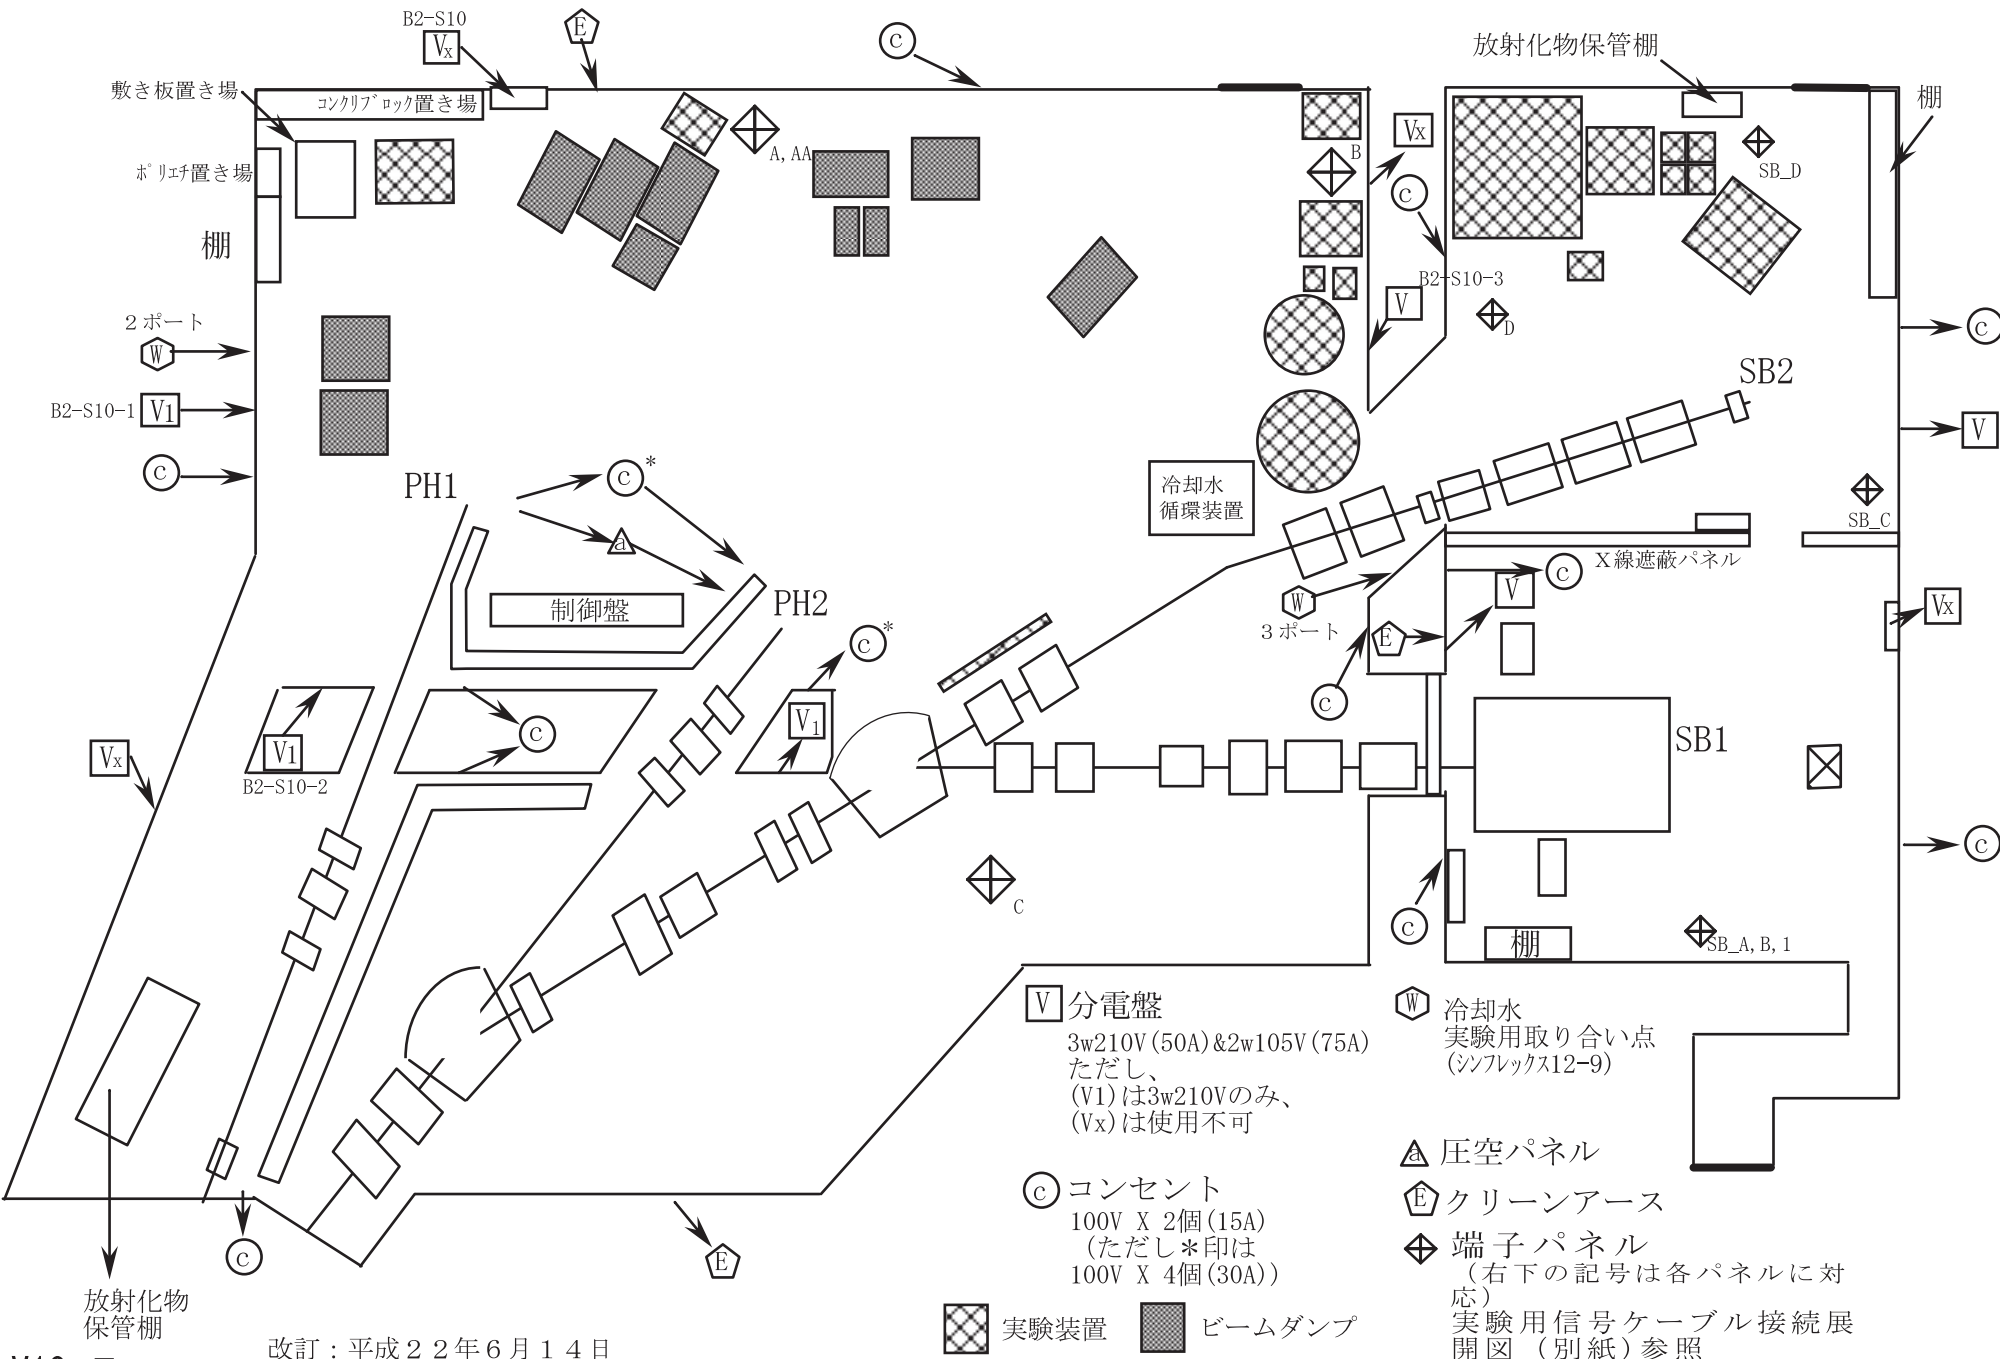 B2-S10
Vx
E
c
放射化物保管棚
敷き板置き場
コンクリブロック置き場
棚
A, AA
B
Vx
SB_D
ポリエチ置き場
c
棚
B2-S10-3
2ポート
V
D
c
W
SB2
B2-S10-1
V1
V
c
PH1
c*
冷却水
循環装置
SB_C
a
X線遮蔽パネル
c
V
制御盤
PH2
W
Vx
3ポート
c*
E
c
V1
c
SB1
Vx
V1
B2-S10-2
c
C
c
棚
SB_A, B, 1
V 分電盤
3w210V(50A)&2w105V(75A)
ただし、
(V1)は3w210Vのみ、
(Vx)は使用不可
W 冷却水
実験用取り合い点
(シンフレックス12-9)
a 圧空パネル
c コンセント
100V X 2個(15A)
(ただし*印は
100V X 4個(30A))
E クリーンアース
端子パネル
(右下の記号は各パネルに対
応)
実験用信号ケーブル接続展
開図(別紙)参照
c
E
放射化物
保管棚
実験装置
ビームダンプ
改訂：平成22年6月14日